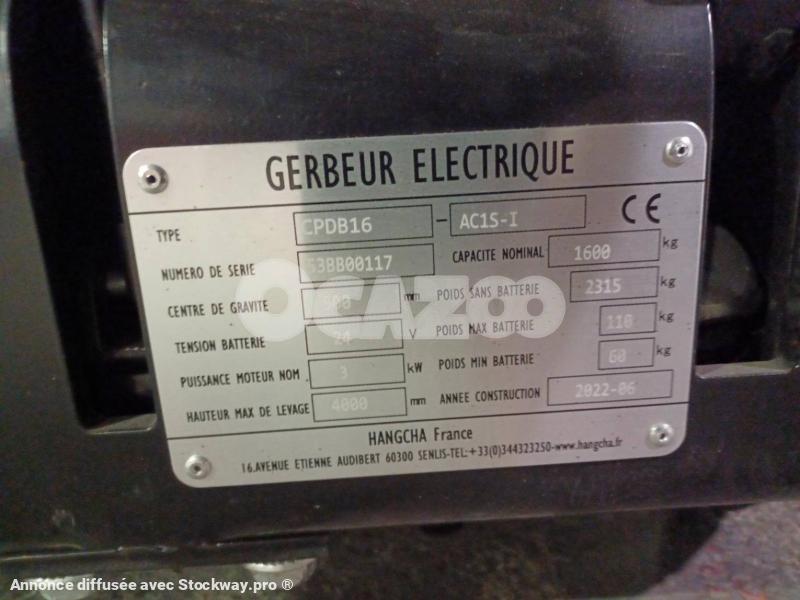 GERBEUR ELECTRIQUE
TYPE CPDB16 - AC1S-I CE
NUMERO DE SERIE S3BB00117 CAPACITE NOMINAL 1600 kg
CENTRE DE GRAVITE 500 mm POIDS SANS BATTERIE 2315 kg
TENSION BATTERIE 24 V POIDS MAX BATTERIE 110 kg
PUISSANCE MOTEUR NOM 3 kW POIDS MIN BATTERIE 60 kg
HAUTEUR MAX DE LEVAGE 4000 mm ANNEE CONSTRUCTION 2022-06
HANGCHA France
16.AVENUE ETIENNE AUDIBERT 60300 SENLIS-TEL:+33(0)344323250-www.hangcha.fr
OCAZOO
Annonce diffusée avec Stockway.pro ®